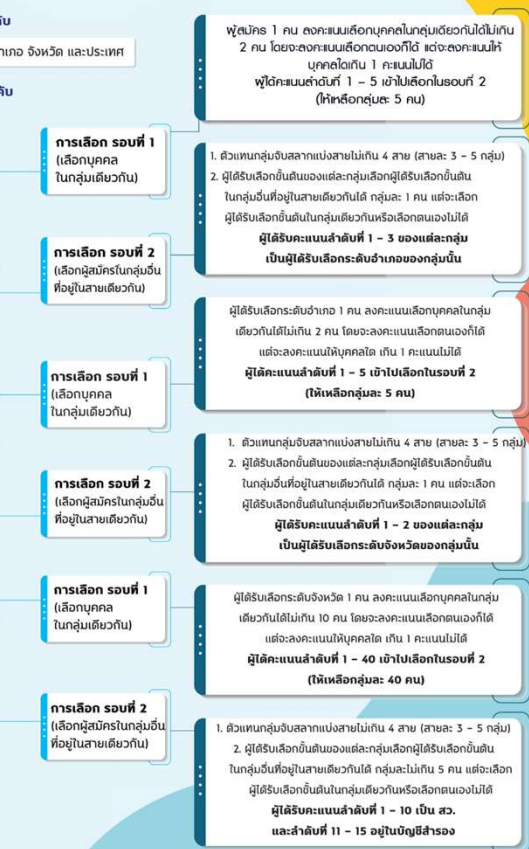 อำเภอ จังหวัด และประเทศ
ผู้สมัคร 1 คน ลงคะแนนเลือกบุคคลในกลุ่มเดียวกันได้ไม่เกิน
2 คน โดยจะลงคะแนนเลือกตนเองก็ได้ แต่จะลงคะแนนให้
บุคคลใดเกิน 1 คะแนนไม่ได้
ผู้ได้คะแนนลำดับที่ 1 – 5 เข้าไปเลือกในรอบที่ 2
(ให้เหลือกลุ่มละ 5 คน)
การเลือก รอบที่ 1
(เลือกบุคคล
ในกลุ่มเดียวกัน)
1. ตัวแทนกลุ่มจับสลากแบ่งสายไม่เกิน 4 สาย (สายละ 3 – 5 กลุ่ม)
2. ผู้ได้รับเลือกขั้นต้นของแต่ละกลุ่มเลือกผู้ได้รับเลือกขั้นต้น
ในกลุ่มอื่นที่อยู่ในสายเดียวกันได้ กลุ่มละ 1 คน แต่จะเลือก
ผู้ได้รับเลือกขั้นต้นในกลุ่มเดียวกันหรือเลือกตนเองไม่ได้
ผู้ได้รับคะแนนลำดับที่ 1 – 3 ของแต่ละกลุ่ม
เป็นผู้ได้รับเลือกระดับอำเภอของกลุ่มนั้น
การเลือก รอบที่ 2
(เลือกผู้สมัครในกลุ่มอื่น
ที่อยู่ในสายเดียวกัน)
ผู้ได้รับเลือกระดับอำเภอ 1 คน ลงคะแนนเลือกบุคคลในกลุ่ม
เดียวกันได้ไม่เกิน 2 คน โดยจะลงคะแนนเลือกตนเองก็ได้
แต่จะลงคะแนนให้บุคคลใด เกิน 1 คะแนนไม่ได้
ผู้ได้คะแนนลำดับที่ 1 – 5 เข้าไปเลือกในรอบที่ 2
(ให้เหลือกลุ่มละ 5 คน)
การเลือก รอบที่ 1
(เลือกบุคคล
ในกลุ่มเดียวกัน)
1. ตัวแทนกลุ่มจับสลากแบ่งสายไม่เกิน 4 สาย (สายละ 3 – 5 กลุ่ม)
2. ผู้ได้รับเลือกขั้นต้นของแต่ละกลุ่มเลือกผู้ได้รับเลือกขั้นต้น
ในกลุ่มอื่นที่อยู่ในสายเดียวกันได้ กลุ่มละ 1 คน แต่จะเลือก
ผู้ได้รับเลือกขั้นต้นในกลุ่มเดียวกันหรือเลือกตนเองไม่ได้
ผู้ได้รับคะแนนลำดับที่ 1 – 2 ของแต่ละกลุ่ม
เป็นผู้ได้รับเลือกระดับจังหวัดของกลุ่มนั้น
การเลือก รอบที่ 2
(เลือกผู้สมัครในกลุ่มอื่น
ที่อยู่ในสายเดียวกัน)
ผู้ได้รับเลือกระดับจังหวัด 1 คน ลงคะแนนเลือกบุคคลในกลุ่ม
เดียวกันได้ไม่เกิน 10 คน โดยจะลงคะแนนเลือกตนเองก็ได้
แต่จะลงคะแนนให้บุคคลใด เกิน 1 คะแนนไม่ได้
ผู้ได้คะแนนลำดับที่ 1 – 40 เข้าไปเลือกในรอบที่ 2
(ให้เหลือกลุ่มละ 40 คน)
การเลือก รอบที่ 1
(เลือกบุคคล
ในกลุ่มเดียวกัน)
1. ตัวแทนกลุ่มจับสลากแบ่งสายไม่เกิน 4 สาย (สายละ 3 – 5 กลุ่ม)
2. ผู้ได้รับเลือกขั้นต้นของแต่ละกลุ่มเลือกผู้ได้รับเลือกขั้นต้น
ในกลุ่มอื่นที่อยู่ในสายเดียวกันได้ กลุ่มละไม่เกิน 5 คน แต่จะเลือก
ผู้ได้รับเลือกขั้นต้นในกลุ่มเดียวกันหรือเลือกตนเองไม่ได้
ผู้ได้รับคะแนนลำดับที่ 1 – 10 เป็น สว.
และลำดับที่ 11 – 15 อยู่ในบัญชีสำรอง
การเลือก รอบที่ 2
(เลือกผู้สมัครในกลุ่มอื่น
ที่อยู่ในสายเดียวกัน)